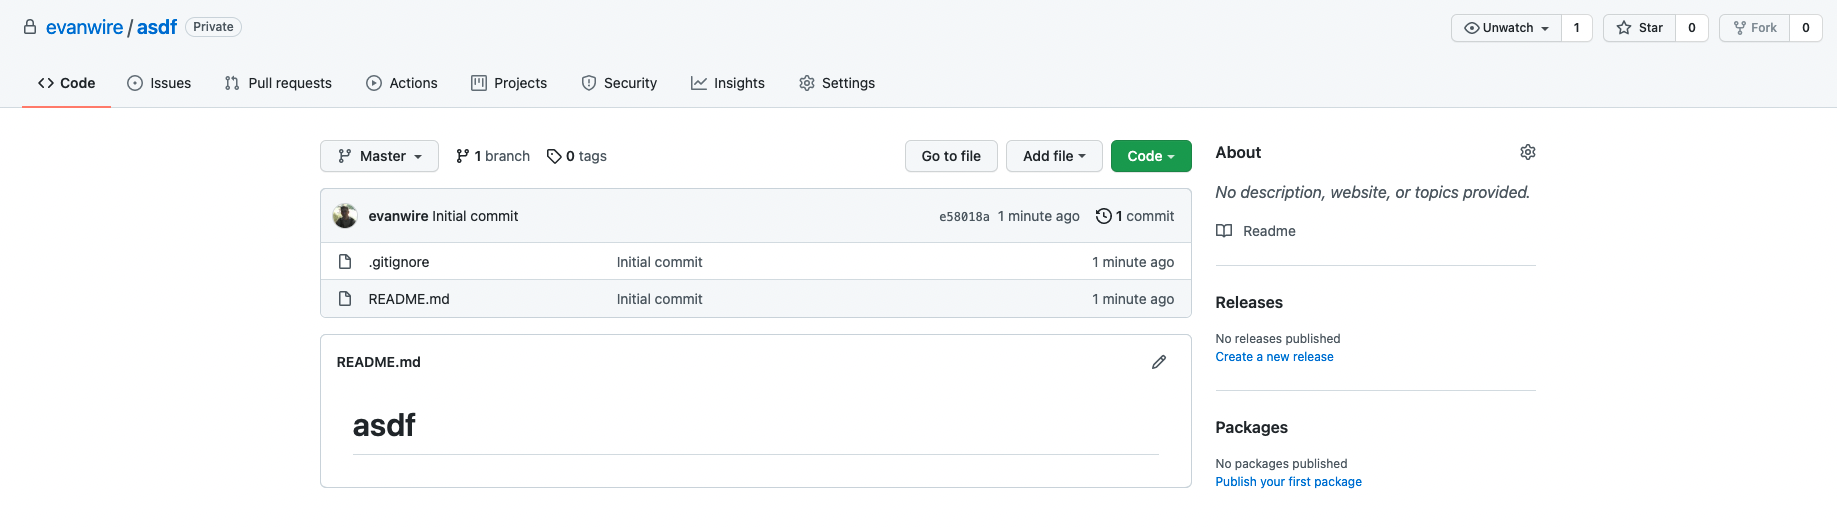 evanwire / asdf Private Unwatch 1 Star 0 Fork 0
Code Issues Pull requests Actions Projects Security Insights Settings
Master 1 branch 0 tags Go to file Add file Code
evanwire Initial commit e58018a 1 minute ago 1 commit
.gitignore Initial commit 1 minute ago
README.md Initial commit 1 minute ago
README.md
asdf
About
No description, website, or topics provided.
Readme
Releases
No releases published
Create a new release
Packages
No packages published
Publish your first package